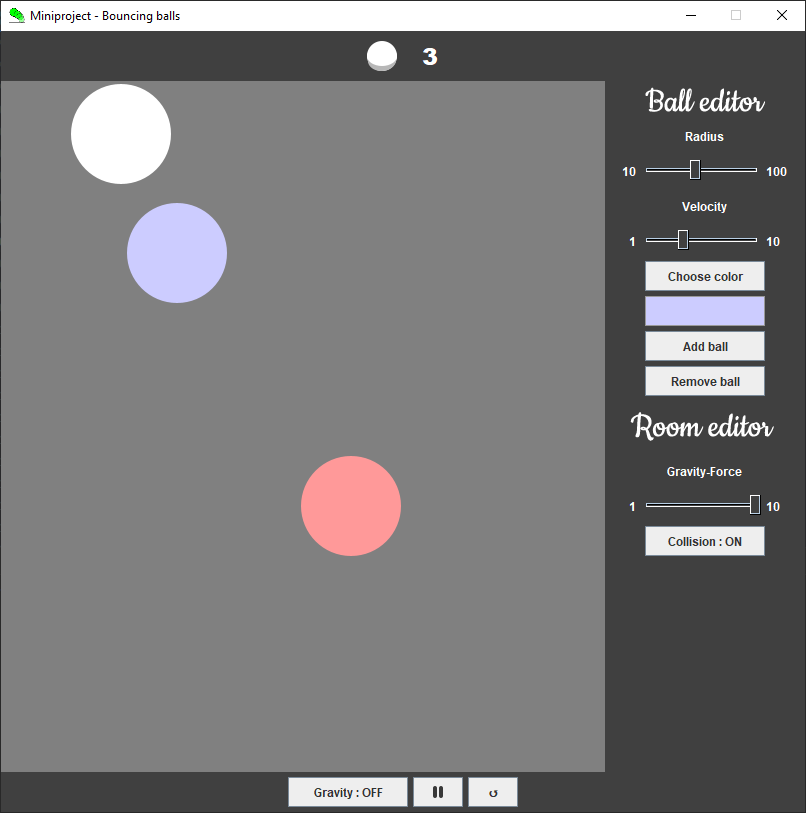 Miniproject - Bouncing balls
3
Ball editor
Radius
10 100
Velocity
1 10
Choose color
Add ball
Remove ball
Room editor
Gravity-Force
1 10
Collision : ON
Gravity : OFF